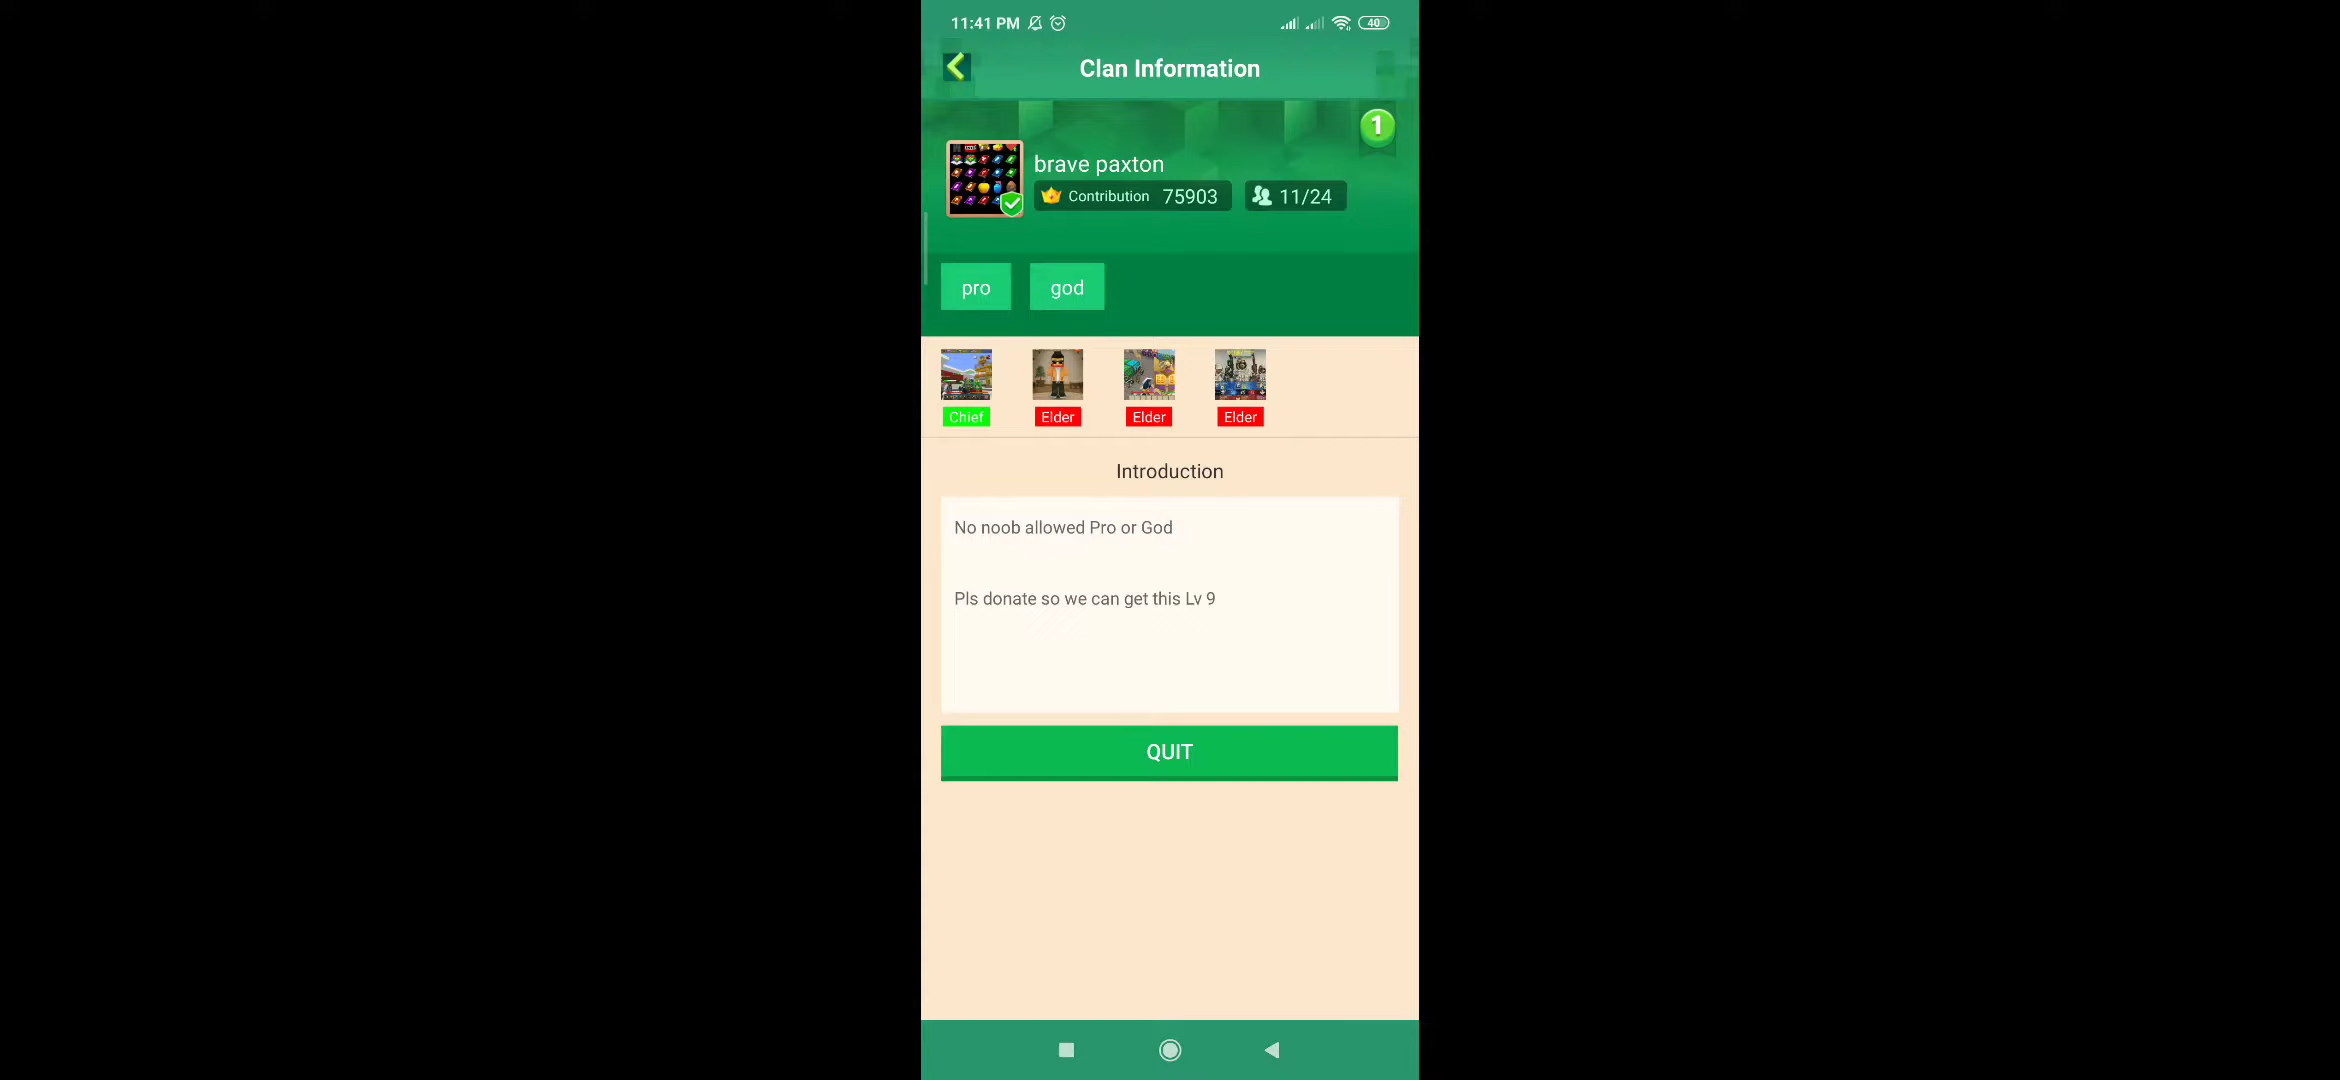 11:41 PM 40
Clan Information
1
brave paxton
Contribution 75903 11/24
pro god
Chief Elder Elder Elder
Introduction
No noob allowed Pro or God
Pls donate so we can get this Lv 9
QUIT